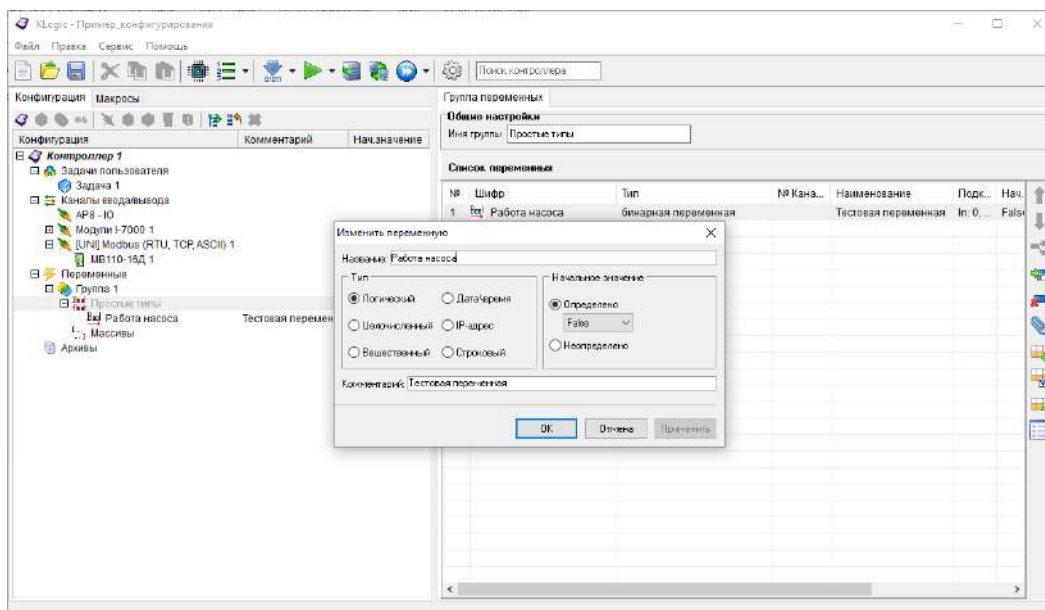 KLogic - Пример_конфигурирования
Файл Правка Сервис Помощь
Поиск контроллера
Конфигурация Макросы
Группа переменных
Общие настройки
Имя группы Простые типы
Конфигурация Комментарий Нач.значение
Список переменных
Контроллер 1
Задачи пользователя
Задача 1
Каналы ввода/вывода
AP8 - IO
Модули I-7000 1
[UNI] Modbus (RTU, TCP, ASCII) 1
МВ110-16Д 1
Переменные
Группа 1
Простые типы
Работа насоса Тестовая перемен
Массивы
Архивы
№ Шифр Тип № Кана... Наименование Подк... Нач.
1 Работа насоса бинарная переменная Тестовая переменная In: 0, ... False
Изменить переменную
Название: Работа насоса
Тип
Логический Дата\время
Целочисленный IP-адрес
Вещественный Строковый
Начальное значение
Определено
False
Неопределено
Комментарий: Тестовая переменная
OK Отмена Применить